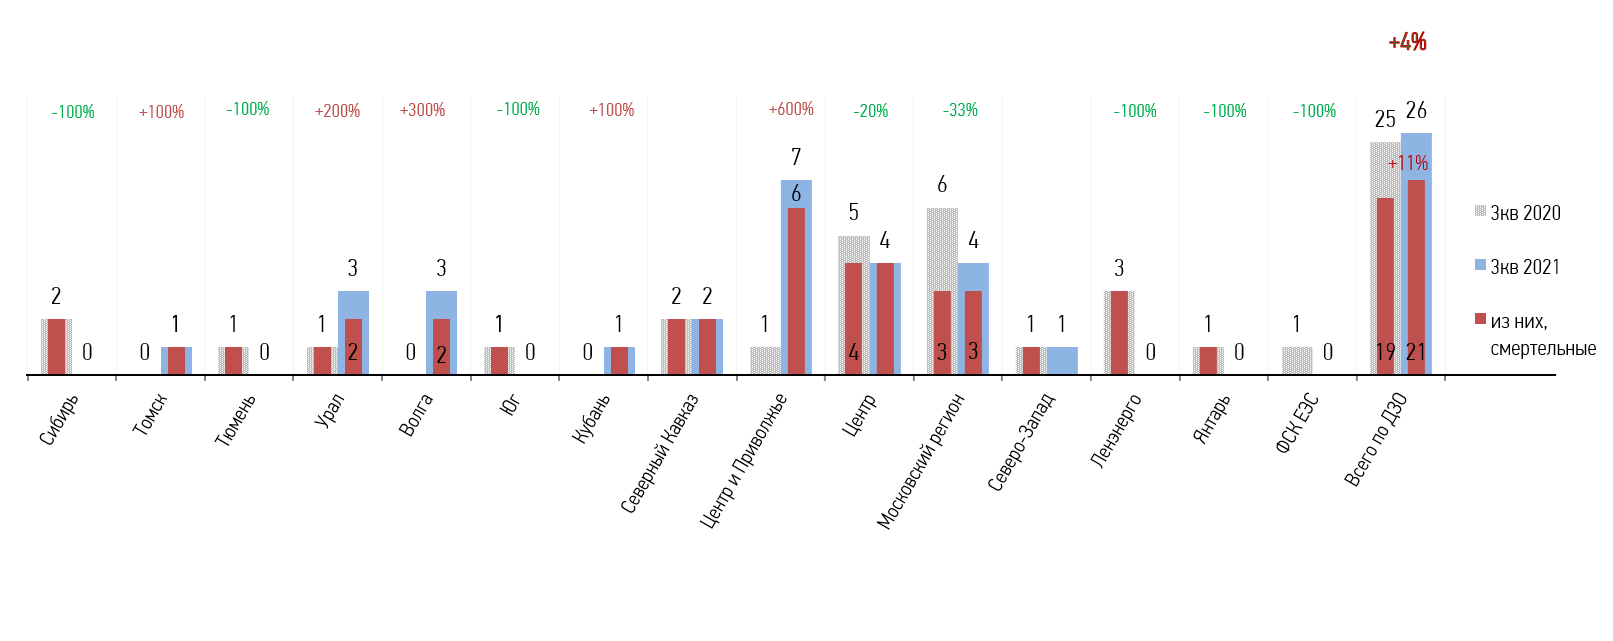 +4%
-100%
+100%
-100%
+200%
+300%
-100%
+100%
+600%
-20%
-33%
-100%
-100%
-100%
25
26
+11%
2
0
0
1
1
0
1
3
2
0
3
2
1
0
0
1
2
2
1
7
6
5
4
4
6
3
4
3
1
1
3
0
1
0
1
0
19
21
3кв 2020
3кв 2021
из них,
смертельные
Сибирь
Томск
Тюмень
Урал
Волга
Юг
Кубань
Северный Кавказ
Центр и Приволжье
Центр
Московский регион
Северо-Запад
Ленэнерго
Янтарь
ФСК ЕЭС
Всего по ДЗО